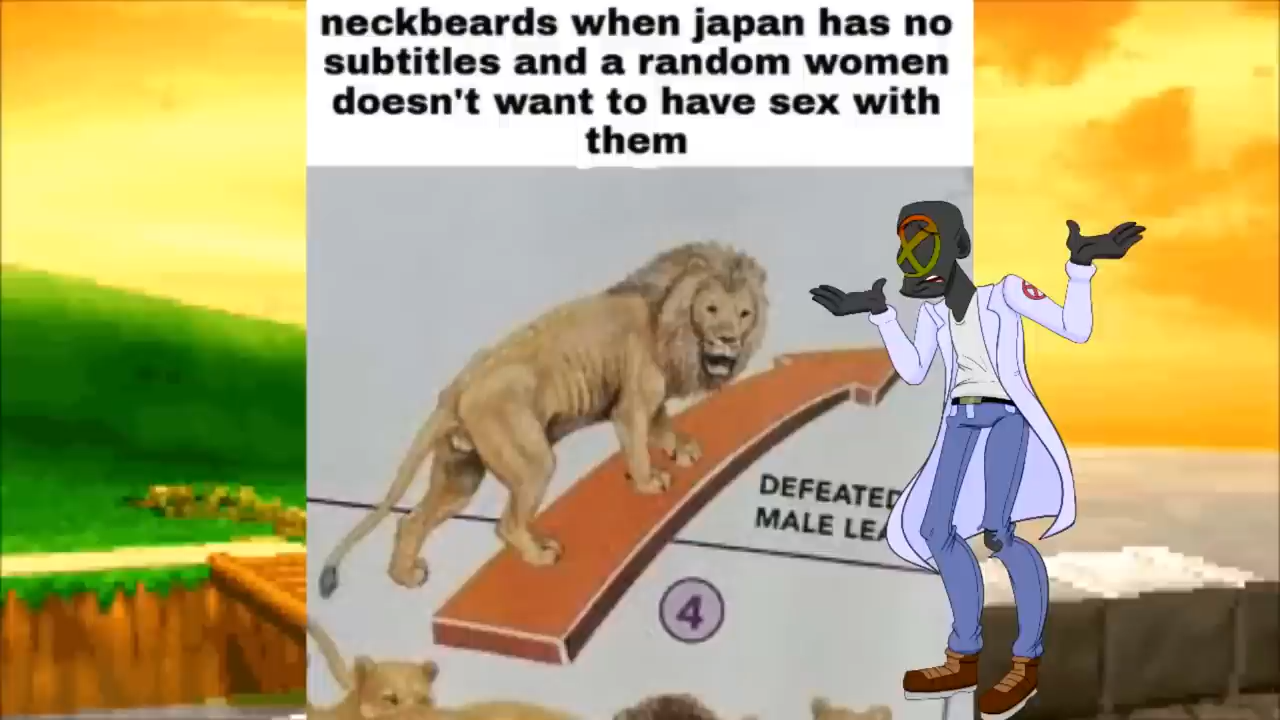 neckbeards when japan has no
subtitles and a random women
doesn't want to have sex with
them
DEFEATED
MALE LEA
4